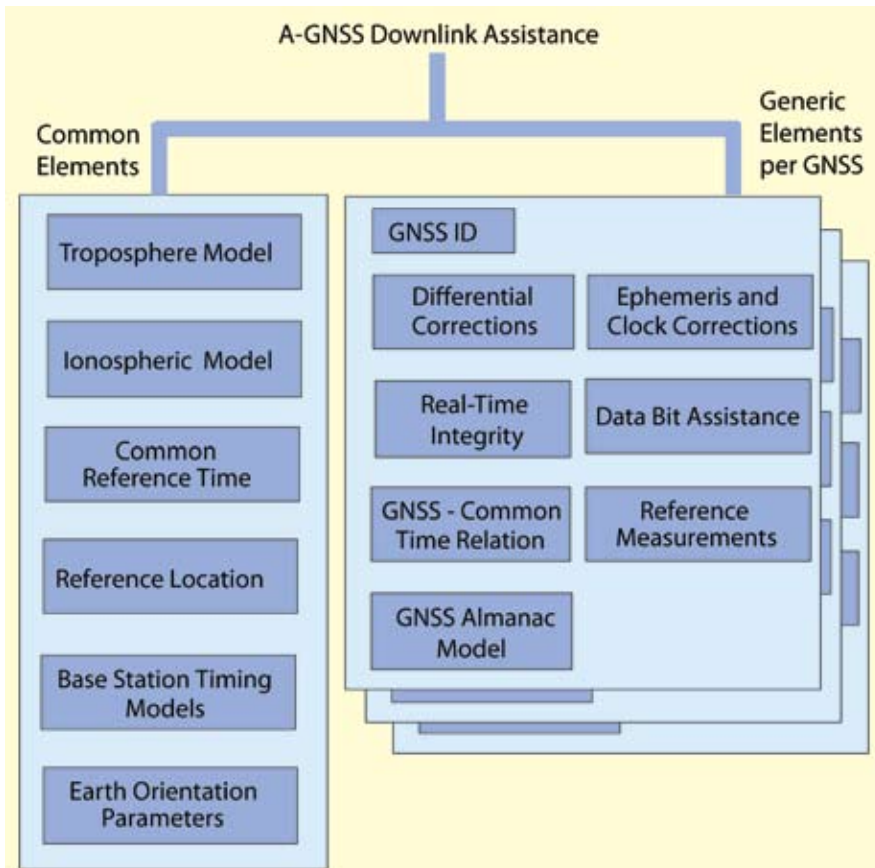 A-GNSS Downlink Assistance
Common
Elements
Generic
Elements
per GNSS
Troposphere Model
Ionospheric Model
Common
Reference Time
Reference Location
Base Station Timing
Models
Earth Orientation
Parameters
GNSS ID
Differential
Corrections
Ephemeris and
Clock Corrections
Real-Time
Integrity
Data Bit Assistance
GNSS - Common
Time Relation
Reference
Measurements
GNSS Almanac
Model